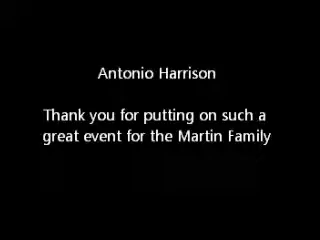 Antonio Harrison
Thank you for putting on such a
great event for the Martin Family